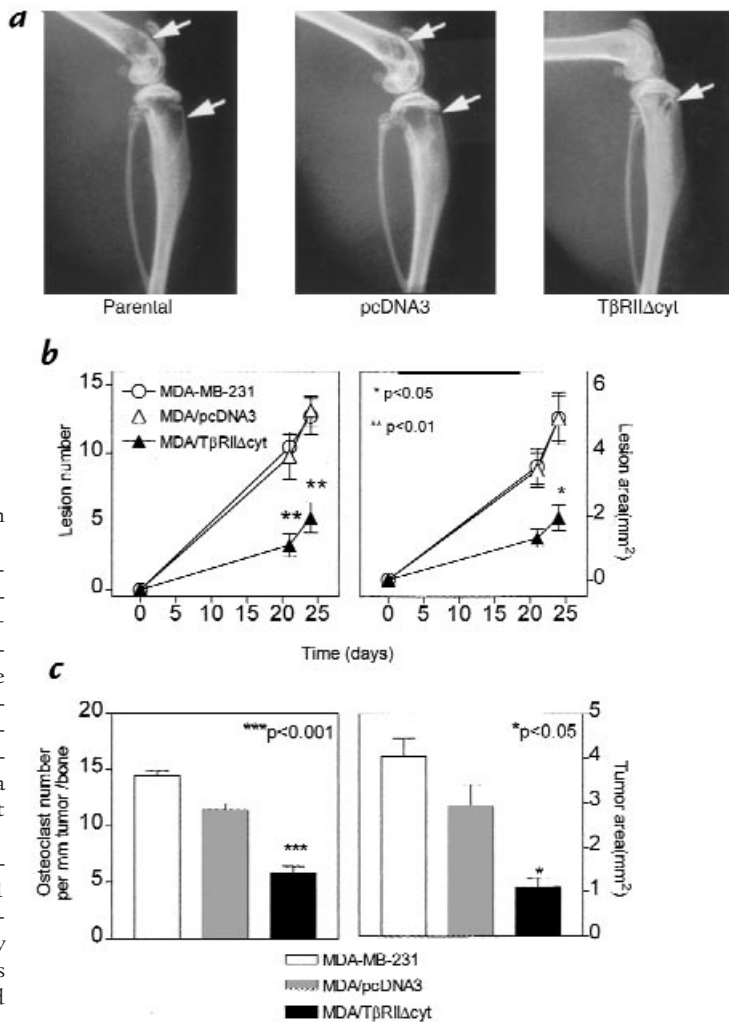 a
Parental
pcDNA3
TβRIIΔcyt
b
15
10
5
0
Lesion number
MDA-MB-231
MDA/pcDNA3
MDA/TβRIIΔcyt
**
**
0 5 10 15 20 25
* p<0.05
** p<0.01
*
6
4
2
0
Lesion area(mm2)
0 5 10 15 20 25
Time (days)
c
20
15
10
5
0
Osteoclast number
per mm tumor /bone
***p<0.001
***
*p<0.05
*
5
4
3
2
1
0
Tumor area(mm2)
MDA-MB-231
MDA/pcDNA3
MDA/TβRIIΔcyt